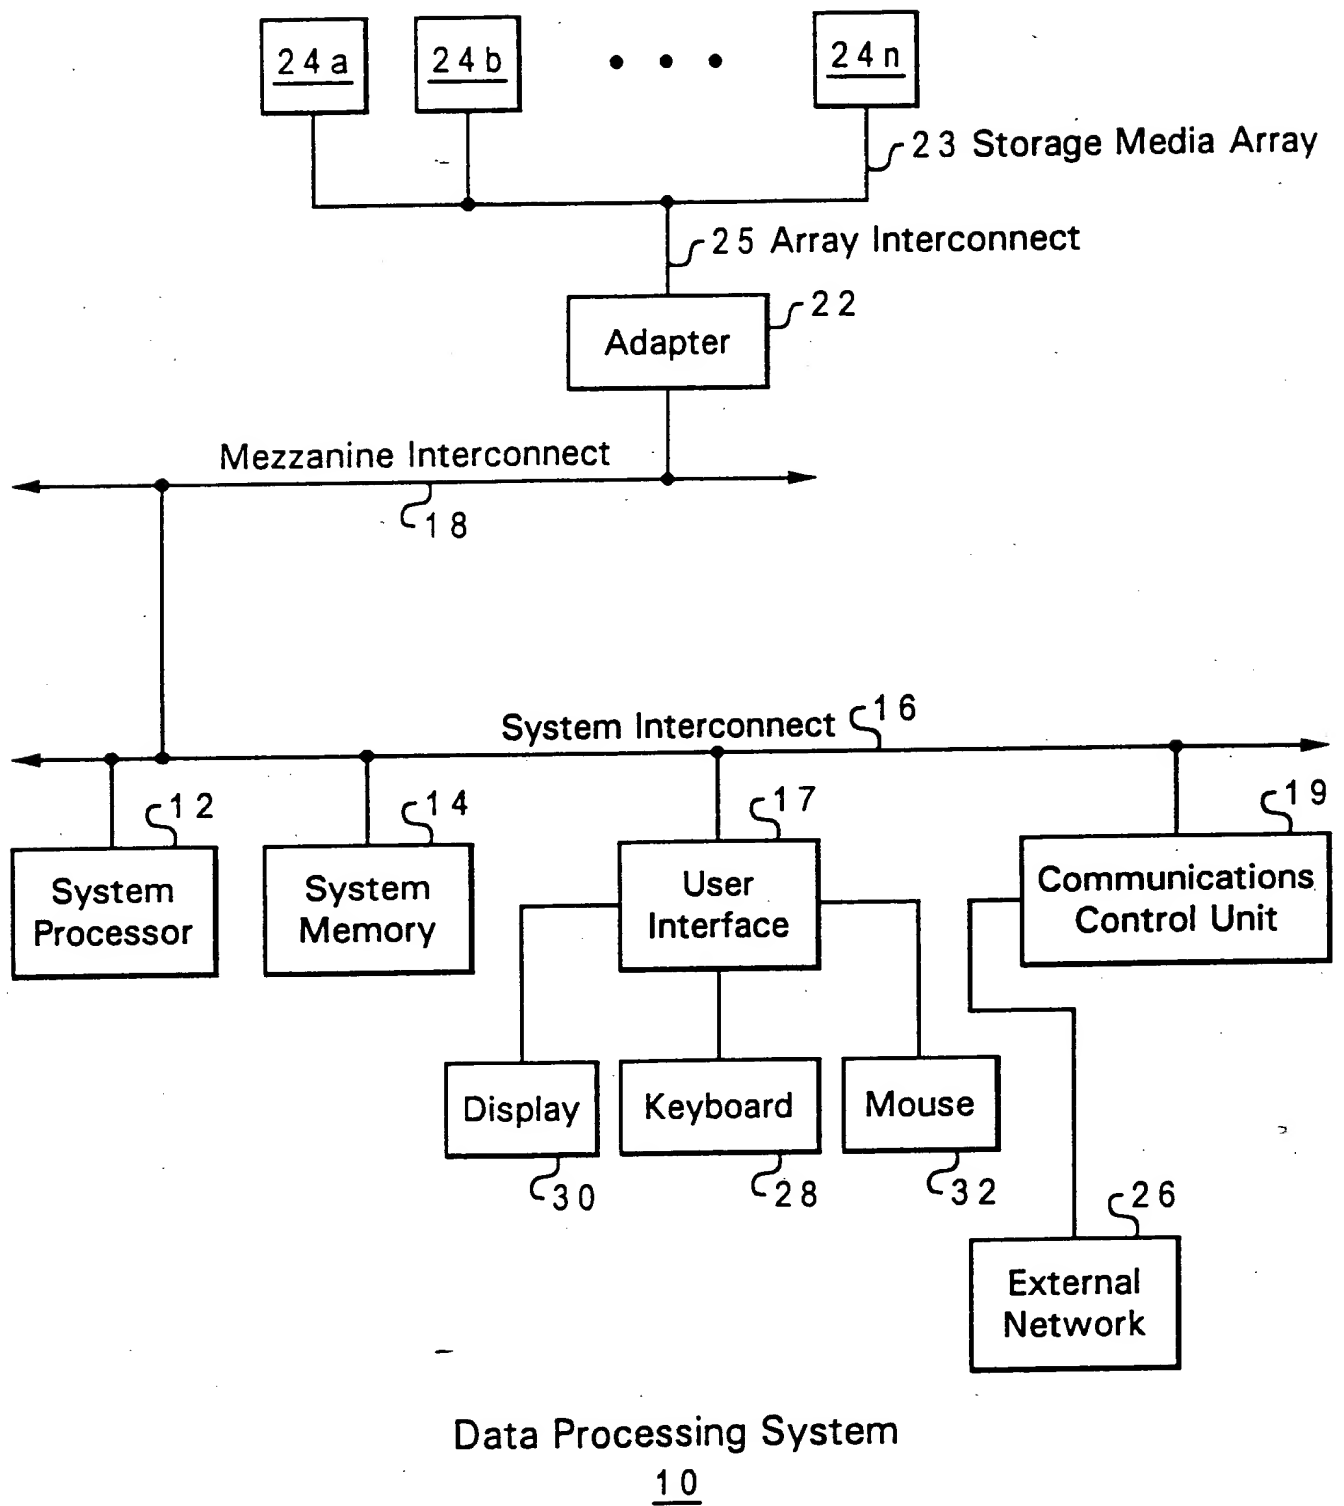 24a 24b 24n
23 Storage Media Array
25 Array Interconnect
22
Adapter
Mezzanine Interconnect
18
System Interconnect 16
12 14 17 19
System
Processor
System
Memory
User
Interface
Communications
Control Unit
Display
Keyboard
Mouse
30 28 32
26
External
Network
Data Processing System
10